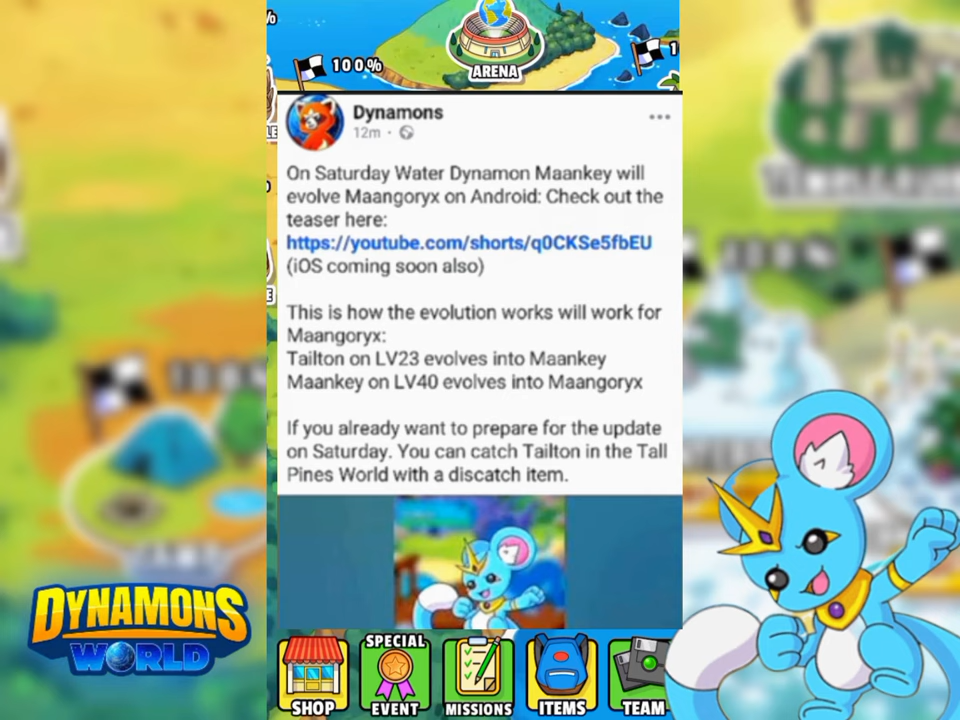 %
100%
ARENA
1
LE
Dynamons
12m ·
On Saturday Water Dynamon Maankey will
evolve Maangoryx on Android: Check out the
teaser here:
https://youtube.com/shorts/q0CKSe5fbEU
(iOS coming soon also)
This is how the evolution works will work for
Maangoryx:
Tailton on LV23 evolves into Maankey
Maankey on LV40 evolves into Maangoryx
If you already want to prepare for the update
on Saturday. You can catch Tailton in the Tall
Pines World with a discatch item.
DYNAMONS
WORLD
SHOP
SPECIAL
EVENT
MISSIONS
ITEMS
TEAM